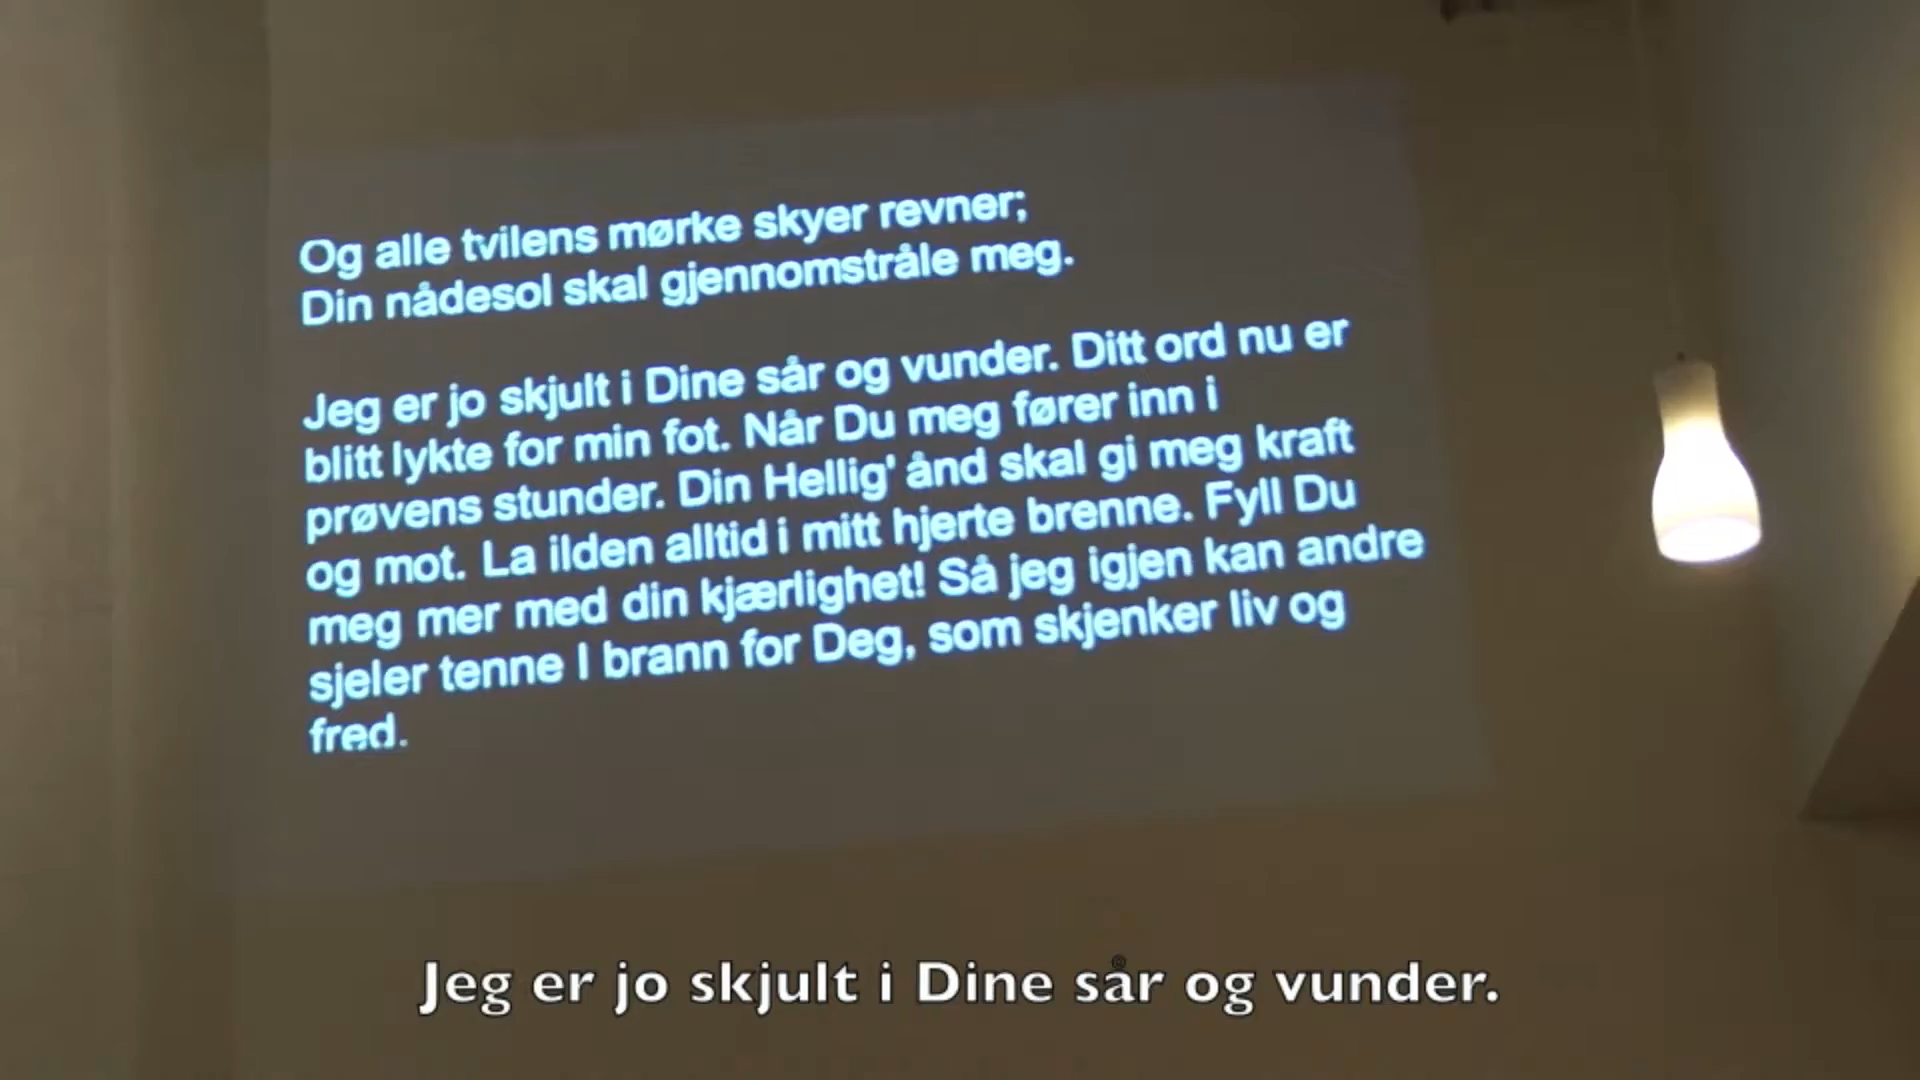 Og alle tvilens mørke skyer revner;
Din nådesol skal gjennomstråle meg.
Jeg er jo skjult i Dine sår og vunder. Ditt ord nu er
blitt lykte for min fot. Når Du meg fører inn i
prøvens stunder. Din Hellig' ånd skal gi meg kraft
og mot. La ilden alltid i mitt hjerte brenne. Fyll Du
meg mer med din kjærlighet! Så jeg igjen kan andre
sjeler tenne I brann for Deg, som skjenker liv og
fred.
Jeg er jo skjult i Dine sår og vunder.